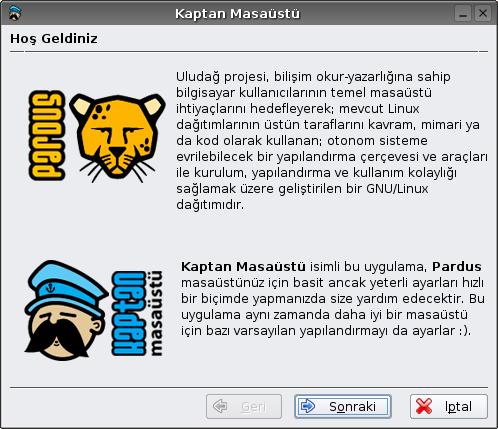 Kaptan Masaüstü
Hoş Geldiniz
pardus
Uludağ projesi, bilişim okur-yazarlığına sahip
bilgisayar kullanıcılarının temel masaüstü
ihtiyaçlarını hedefleyerek; mevcut Linux
dağıtımlarının üstün taraflarını kavram, mimari ya
da kod olarak kullanan; otonom sisteme
evrilebilecek bir yapılandırma çerçevesi ve araçları
ile kurulum, yapılandırma ve kullanım kolaylığı
sağlamak üzere geliştirilen bir GNU/Linux
dağıtımıdır.
kaptan
masaüstü
Kaptan Masaüstü isimli bu uygulama, Pardus
masaüstünüz için basit ancak yeterli ayarları hızlı
bir biçimde yapmanızda size yardım edecektir. Bu
uygulama aynı zamanda daha iyi bir masaüstü
için bazı varsayılan yapılandırmayı da ayarlar :).
Geri
Sonraki
İptal